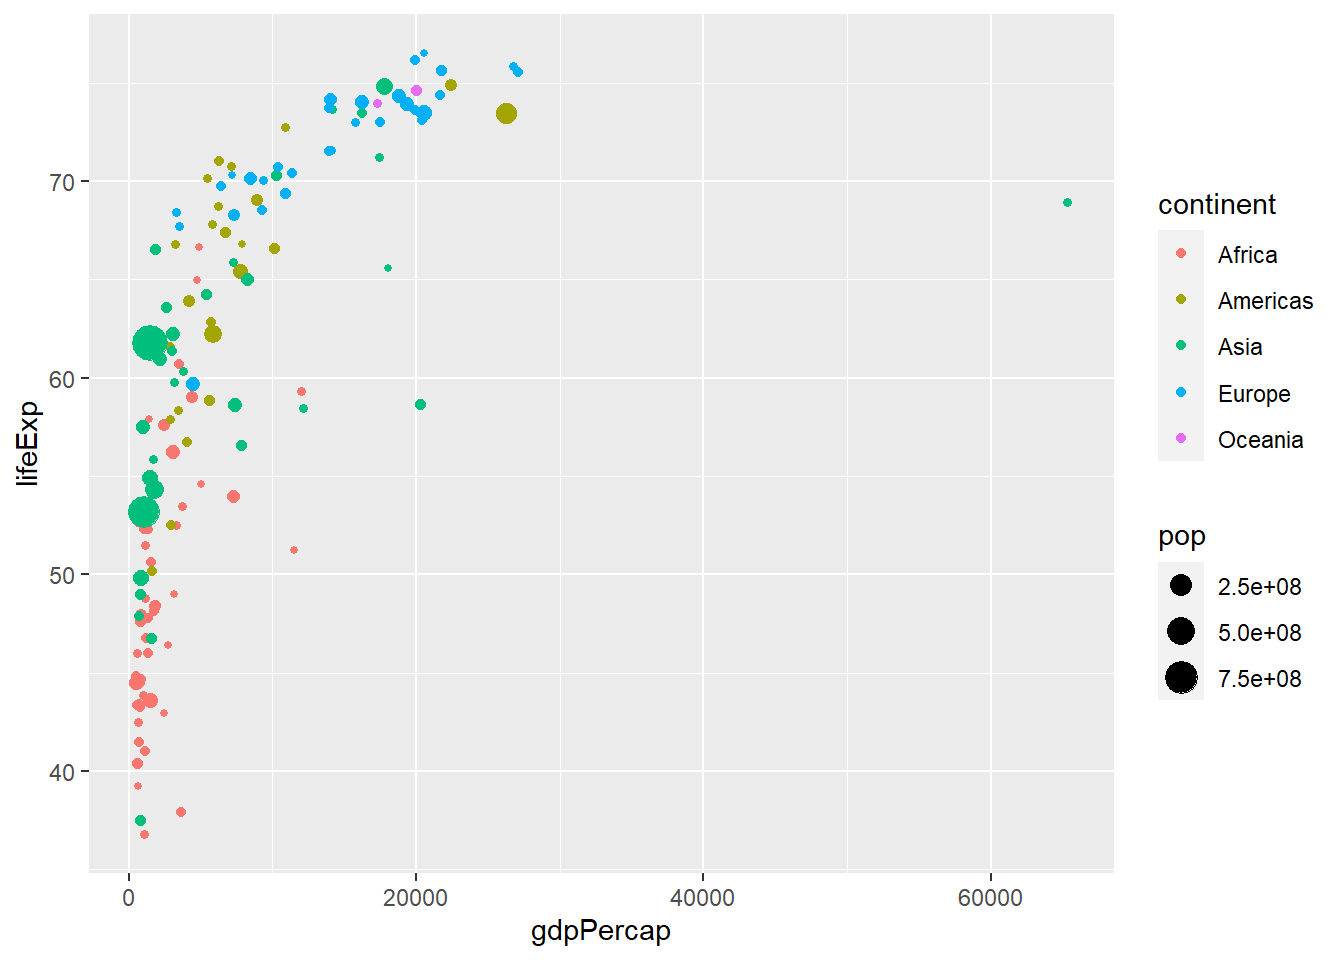 lifeExp
70
60
50
40
0
20000
40000
60000
gdpPercap
continent
Africa
Americas
Asia
Europe
Oceania
pop
2.5e+08
5.0e+08
7.5e+08